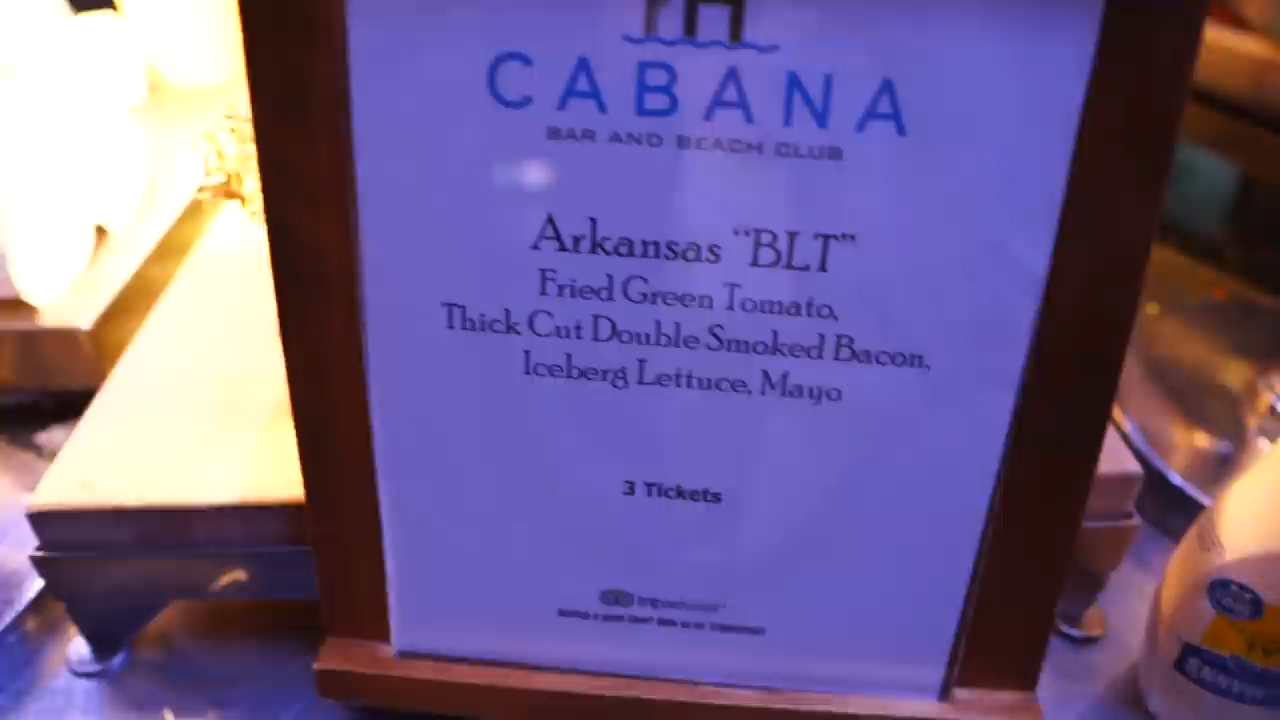 CABANA
BAR AND BEACH CLUB
Arkansas “BLT”
Fried Green Tomato,
Thick Cut Double Smoked Bacon,
Iceberg Lettuce, Mayo
3 Tickets
tripadvisor